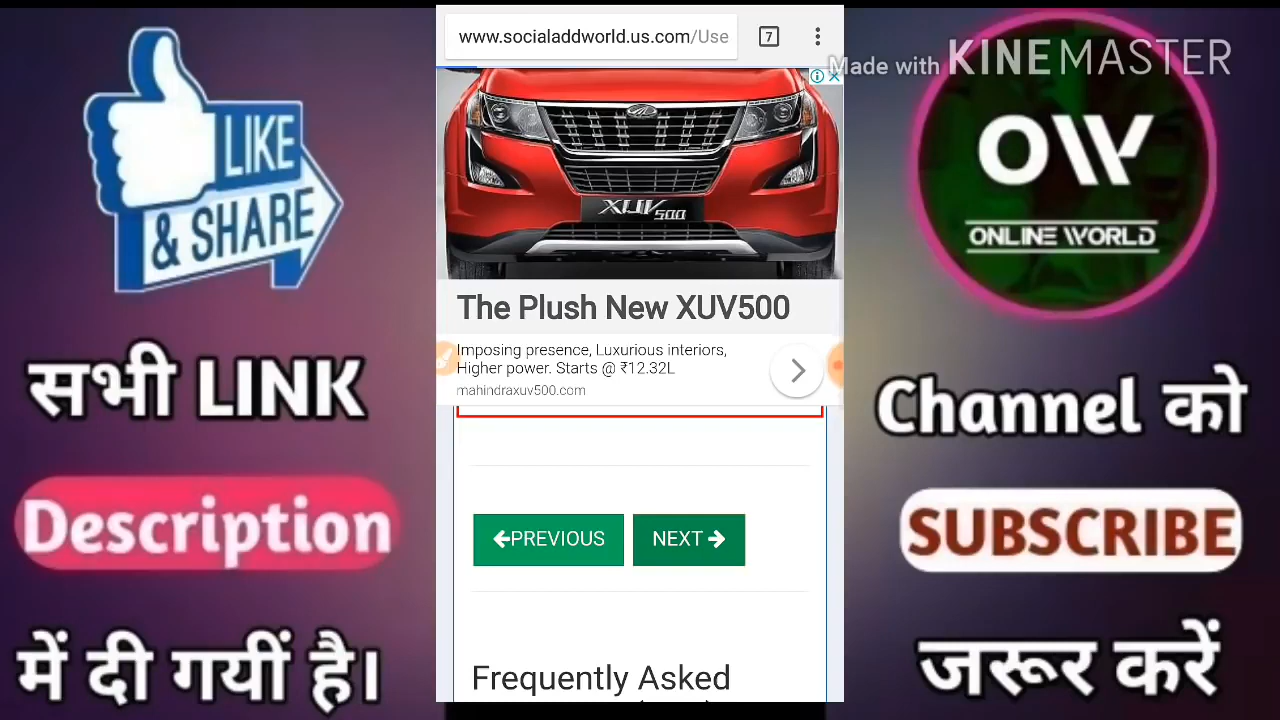 LIKE
& SHARE
सभी LINK
Description
में दी गयीं है।
www.socialaddworld.us.com/Use
7
XUV500
The Plush New XUV500
Imposing presence, Luxurious interiors,
Higher power. Starts @ ₹12.32L
mahindraxuv500.com
PREVIOUS
NEXT
Frequently Asked
Made with KINEMASTER
OW
ONLINE WORLD
Channel को
SUBSCRIBE
जरूर करें